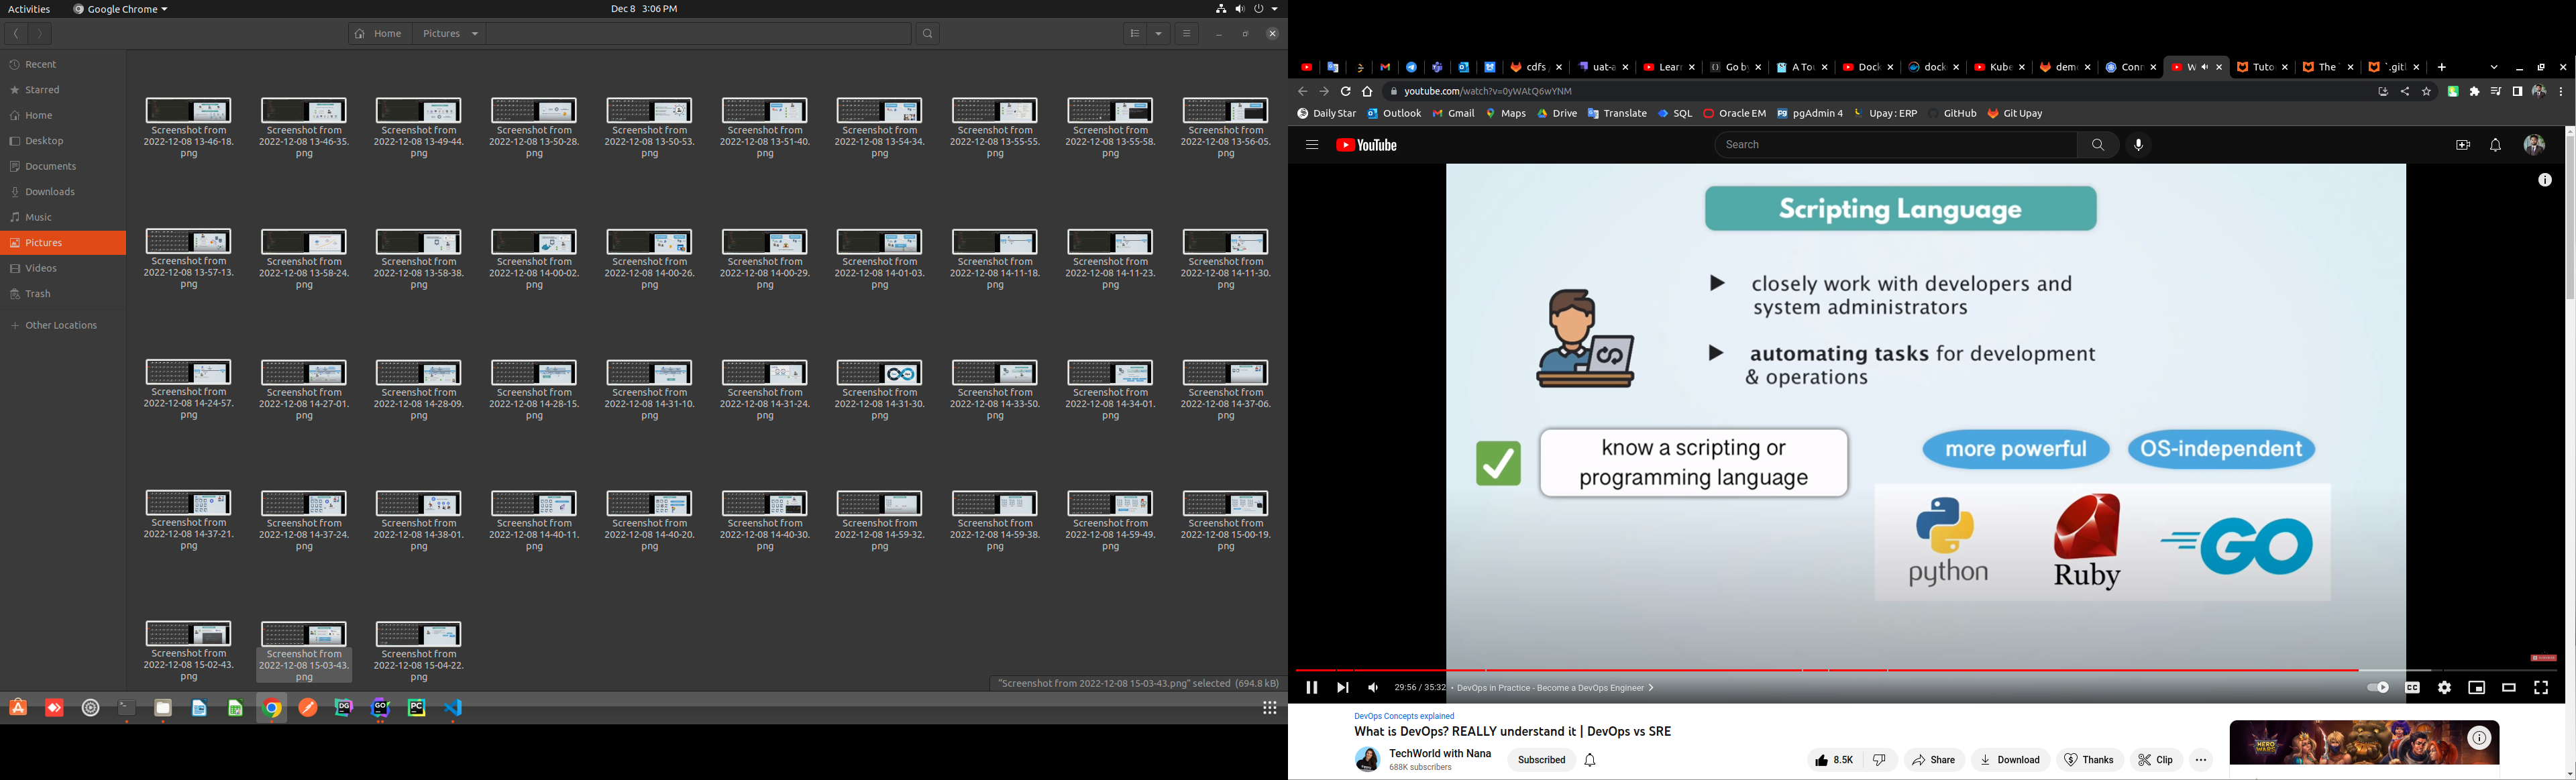 Activities
Google Chrome
Dec 8 3:06 PM
Home
Pictures
Recent
Starred
Home
Desktop
Documents
Downloads
Music
Pictures
Videos
Trash
Other Locations
Screenshot from 2022-12-08 13-46-18.png
Screenshot from 2022-12-08 13-46-35.png
Screenshot from 2022-12-08 13-49-44.png
Screenshot from 2022-12-08 13-50-28.png
Screenshot from 2022-12-08 13-50-53.png
Screenshot from 2022-12-08 13-51-40.png
Screenshot from 2022-12-08 13-54-34.png
Screenshot from 2022-12-08 13-55-55.png
Screenshot from 2022-12-08 13-55-58.png
Screenshot from 2022-12-08 13-56-05.png
Screenshot from 2022-12-08 13-57-13.png
Screenshot from 2022-12-08 13-58-24.png
Screenshot from 2022-12-08 13-58-38.png
Screenshot from 2022-12-08 14-00-02.png
Screenshot from 2022-12-08 14-00-26.png
Screenshot from 2022-12-08 14-00-29.png
Screenshot from 2022-12-08 14-01-03.png
Screenshot from 2022-12-08 14-11-18.png
Screenshot from 2022-12-08 14-11-23.png
Screenshot from 2022-12-08 14-11-30.png
Screenshot from 2022-12-08 14-24-57.png
Screenshot from 2022-12-08 14-27-01.png
Screenshot from 2022-12-08 14-28-09.png
Screenshot from 2022-12-08 14-28-15.png
Screenshot from 2022-12-08 14-31-10.png
Screenshot from 2022-12-08 14-31-24.png
Screenshot from 2022-12-08 14-31-30.png
Screenshot from 2022-12-08 14-33-50.png
Screenshot from 2022-12-08 14-34-01.png
Screenshot from 2022-12-08 14-37-06.png
Screenshot from 2022-12-08 14-37-21.png
Screenshot from 2022-12-08 14-37-24.png
Screenshot from 2022-12-08 14-38-01.png
Screenshot from 2022-12-08 14-40-11.png
Screenshot from 2022-12-08 14-40-20.png
Screenshot from 2022-12-08 14-40-30.png
Screenshot from 2022-12-08 14-59-32.png
Screenshot from 2022-12-08 14-59-38.png
Screenshot from 2022-12-08 14-59-49.png
Screenshot from 2022-12-08 15-00-19.png
Screenshot from 2022-12-08 15-02-43.png
Screenshot from 2022-12-08 15-03-43.png
Screenshot from 2022-12-08 15-04-22.png
"Screenshot from 2022-12-08 15-03-43.png" selected (694.8 kB)
cdfs
uat-a
Learn
Go by
A Tou
Dock
dock
Kube
dem
Conn
W
Tuto
The
`.gitl
youtube.com/watch?v=0yWAtQ6wYNM
Daily Star
Outlook
Gmail
Maps
Drive
Translate
SQL
Oracle EM
pgAdmin 4
Upay : ERP
GitHub
Git Upay
YouTube
Search
Scripting Language
closely work with developers and
system administrators
automating tasks for development
& operations
know a scripting or
programming language
more powerful
OS-independent
python
Ruby
GO
29:56 / 35:32 • DevOps in Practice - Become a DevOps Engineer
DevOps Concepts explained
What is DevOps? REALLY understand it | DevOps vs SRE
TechWorld with Nana
688K subscribers
Subscribed
8.5K
Share
Download
Thanks
Clip
HERO WARS